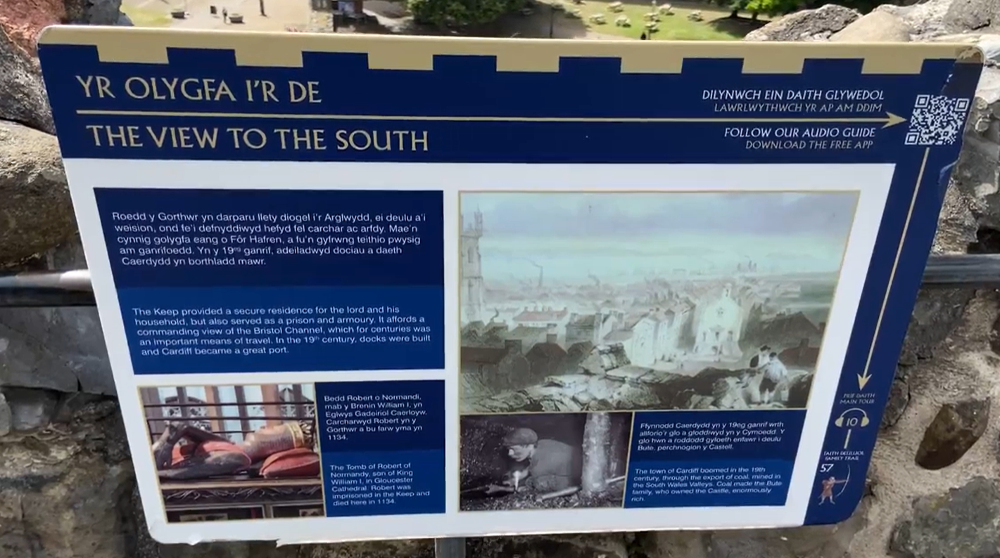 YR OLYGFA I'R DE
THE VIEW TO THE SOUTH
DILYNWCH EIN DAITH GLYWEDOL
LAWRLWYTHWCH YR AP AM DDIM
FOLLOW OUR AUDIO GUIDE
DOWNLOAD THE FREE APP
Roedd y Gorthwr yn darparu llety diogel i'r Arglwydd, ei deulu a'i
weision, ond fe'i defnyddiwyd hefyd fel carchar ac arfdy. Mae'n
cynnig golygfa eang o Fôr Hafren, a fu'n gyfrwng teithio pwysig
am ganrifoedd. Yn y 19eg ganrif, adeiladwyd dociau a daeth
Caerdydd yn borthladd mawr.
The Keep provided a secure residence for the lord and his
household, but also served as a prison and armoury. It affords a
commanding view of the Bristol Channel, which for centuries was
an important means of travel. In the 19th century, docks were built
and Cardiff became a great port.
Bedd Robert o Normandi,
mab y Brenin William I, yn
Eglwys Gadeiriol Caerloyw.
Carcharwyd Robert yn y
Gorthwr a bu farw yma yn
1134.
The Tomb of Robert of
Normandy, son of King
William I, in Gloucester
Cathedral. Robert was
imprisoned in the Keep and
died here in 1134.
Ffynnodd Caerdydd yn y 19eg ganrif wrth
allforio'r glo a gloddiwyd yn y Cymoedd. Y
glo hwn a roddodd gyfoeth enfawr i deulu
Bute, perchnogion y Castell.
The town of Cardiff boomed in the 19th
century, through the export of coal, mined in
the South Wales Valleys. Coal made the Bute
family, who owned the Castle, enormously
rich.
PRIF DAITH
MAIN TOUR
10
TAITH DEULUOL
FAMILY TRAIL
57